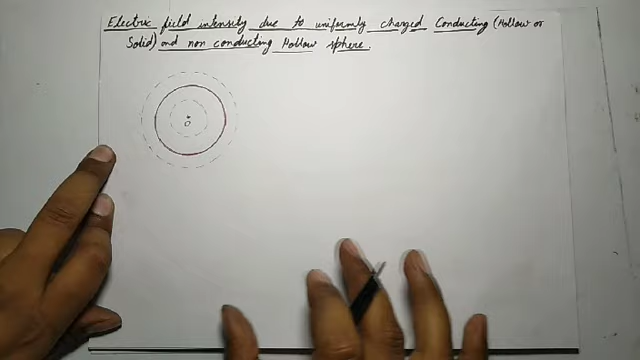 Electric field intensity due to uniformly charged Conducting (Hollow or
Solid) and non conducting Hollow sphere.
O